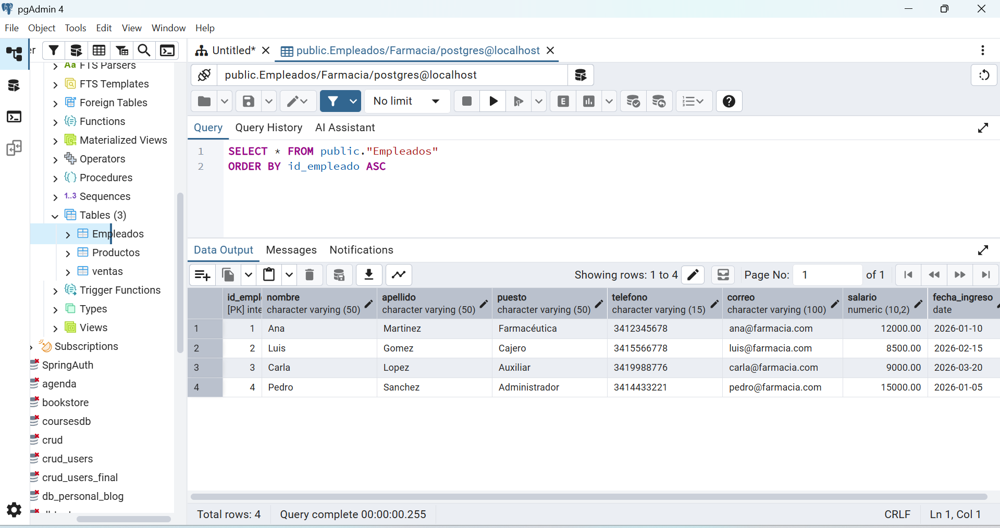 pgAdmin 4
File Object Tools Edit View Window Help
er
Untitled* public.Empleados/Farmacia/postgres@localhost
public.Empleados/Farmacia/postgres@localhost
No limit
Query Query History AI Assistant
1 SELECT * FROM public."Empleados"
2 ORDER BY id_empleado ASC
Aa FTS Parsers
FTS Templates
Foreign Tables
Functions
Materialized Views
Operators
Procedures
1..3 Sequences
Tables (3)
Empleados
Productos
ventas
Trigger Functions
Types
Views
Subscriptions
SpringAuth
agenda
bookstore
coursesdb
crud
crud_users
crud_users_final
db_personal_blog
Data Output Messages Notifications
Showing rows: 1 to 4 Page No: 1 of 1
id_empl nombre apellido puesto telefono correo salario fecha_ingreso
[PK] inte character varying (50) character varying (50) character varying (50) character varying (15) character varying (100) numeric (10,2) date
1 1 Ana Martinez Farmacéutica 3412345678 ana@farmacia.com 12000.00 2026-01-10
2 2 Luis Gomez Cajero 3415566778 luis@farmacia.com 8500.00 2026-02-15
3 3 Carla Lopez Auxiliar 3419988776 carla@farmacia.com 9000.00 2026-03-20
4 4 Pedro Sanchez Administrador 3414433221 pedro@farmacia.com 15000.00 2026-01-05
Total rows: 4 Query complete 00:00:00.255 CRLF Ln 1, Col 1